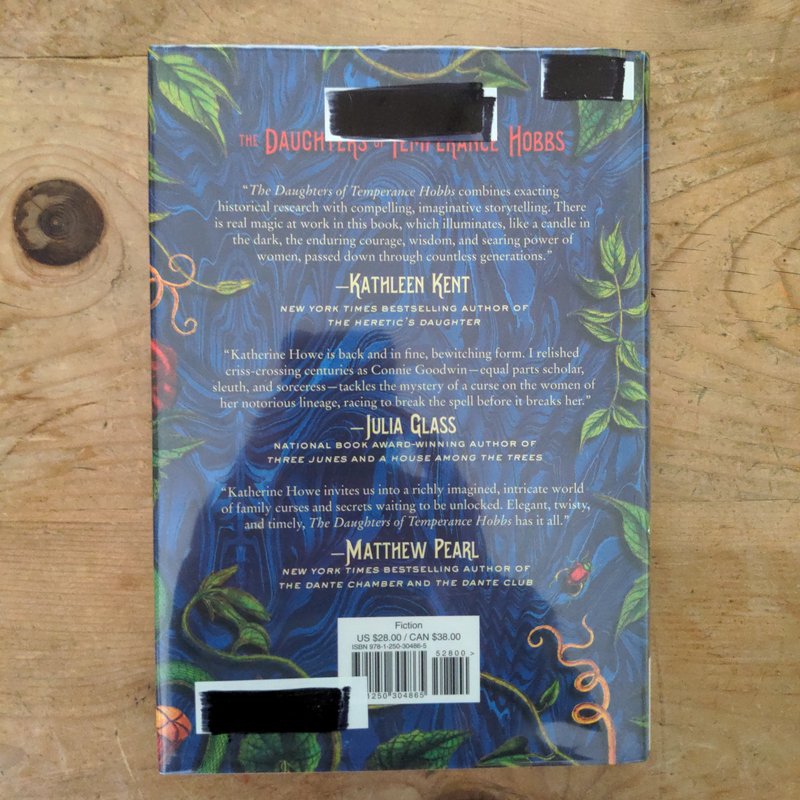 THE DAUGHTERS OF TEMPERANCE HOBBS
“The Daughters of Temperance Hobbs combines exacting
historical research with compelling, imaginative storytelling. There
is real magic at work in this book, which illuminates, like a candle in
the dark, the enduring courage, wisdom, and searing power of
women, passed down through countless generations.”
—KATHLEEN KENT
NEW YORK TIMES BESTSELLING AUTHOR OF
THE HERETIC'S DAUGHTER
“Katherine Howe is back and in fine, bewitching form. I relished
criss-crossing centuries as Connie Goodwin—equal parts scholar,
sleuth, and sorceress—tackles the mystery of a curse on the women of
her notorious lineage, racing to break the spell before it breaks her.”
—JULIA GLASS
NATIONAL BOOK AWARD-WINNING AUTHOR OF
THREE JUNES AND A HOUSE AMONG THE TREES
“Katherine Howe invites us into a richly imagined, intricate world
of family curses and secrets waiting to be unlocked. Elegant, twisty,
and timely, The Daughters of Temperance Hobbs has it all.”
—MATTHEW PEARL
NEW YORK TIMES BESTSELLING AUTHOR OF
THE DANTE CHAMBER AND THE DANTE CLUB
Fiction
US $28.00 / CAN $38.00
ISBN 978-1-250-30486-5
52800>
1250 304865